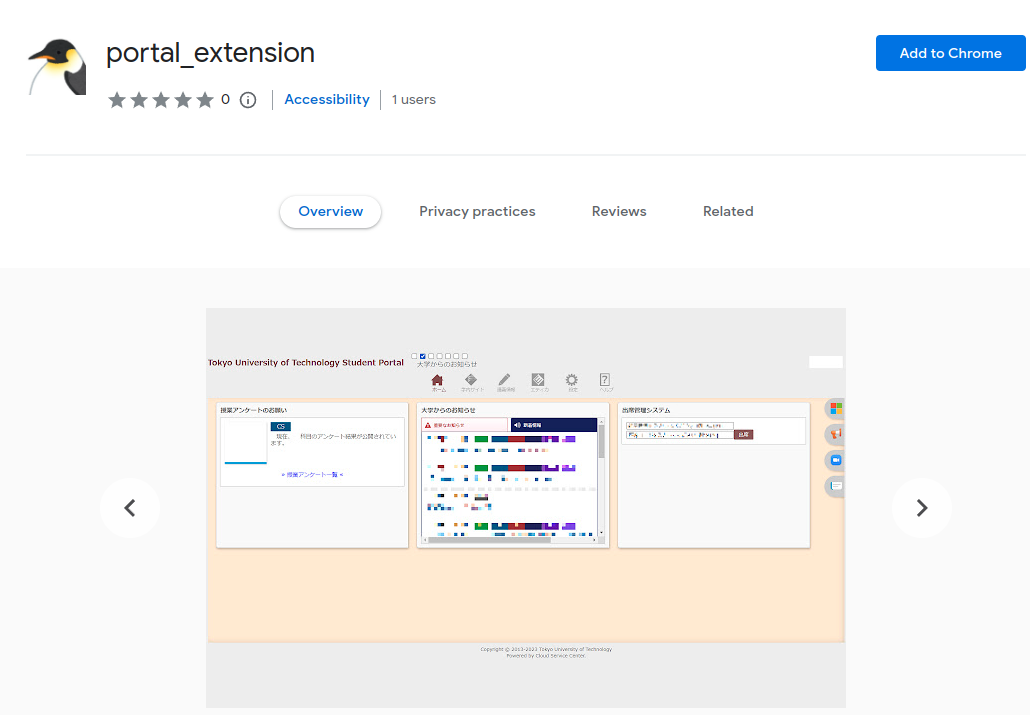 portal_extension
Add to Chrome
0
Accessibility
1 users
Overview
Privacy practices
Reviews
Related
Tokyo University of Technology Student Portal
大学からのお知らせ
ホーム
学内ガイド
設定
ヘルプ
授業アンケートのお願い
CS
現在、 科目のアンケート結果が公開されてい
ます。
» 授業アンケート一覧 «
大学からのお知らせ
重要なお知らせ
新着情報
出席管理システム
出席
Copyright © 2013-2023 Tokyo University of Technology
Powered by Cloud Service Center.